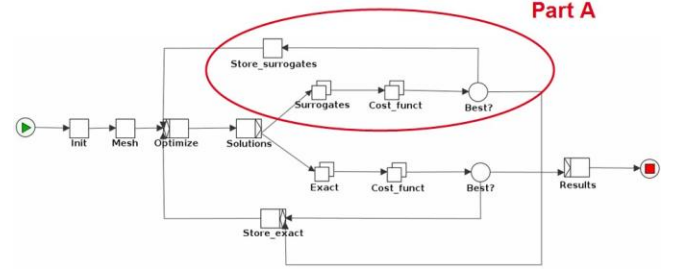 Part A
Store_surrogates
Surrogates Cost_funct Best?
Init Mesh Optimize Solutions
Exact Cost_funct Best? Results
Store_exact